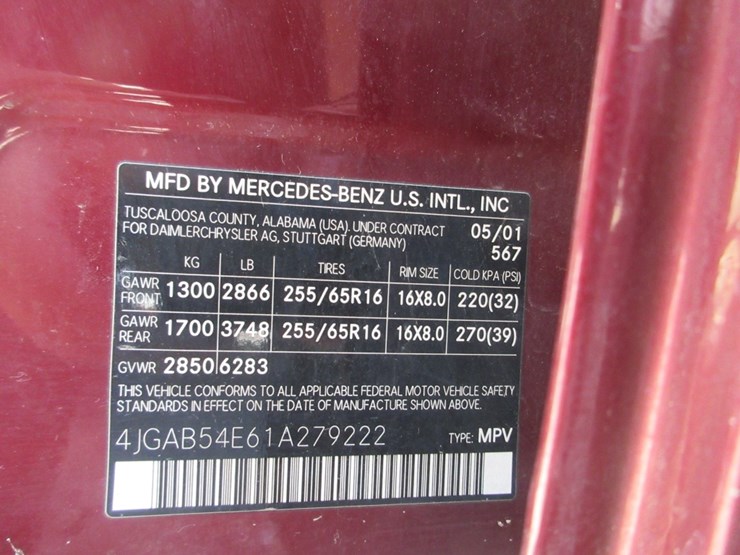 MFD BY MERCEDES-BENZ U.S. INTL., INC
TUSCALOOSA COUNTY, ALABAMA (USA). UNDER CONTRACT 05/01
FOR DAIMLERCHRYSLER AG, STUTTGART (GERMANY) 567
KG LB TIRES RIM SIZE COLD KPA (PSI)
GAWR FRONT 1300 2866 255/65R16 16X8.0 220(32)
GAWR REAR 1700 3748 255/65R16 16X8.0 270(39)
GVWR 2850 6283
THIS VEHICLE CONFORMS TO ALL APPLICABLE FEDERAL MOTOR VEHICLE SAFETY
STANDARDS IN EFFECT ON THE DATE OF MANUFACTURE SHOWN ABOVE.
4JGAB54E61A279222 TYPE: MPV